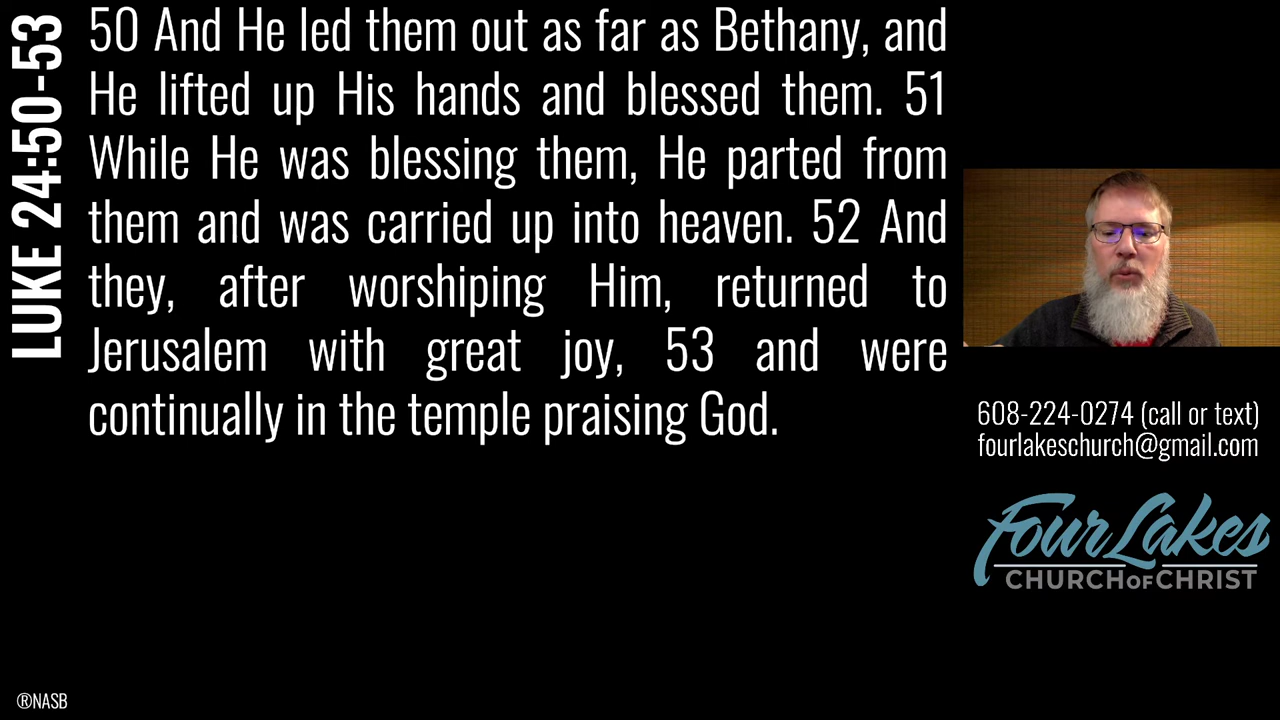 LUKE 24:50-53
50 And He led them out as far as Bethany, and
He lifted up His hands and blessed them. 51
While He was blessing them, He parted from
them and was carried up into heaven. 52 And
they, after worshiping Him, returned to
Jerusalem with great joy, 53 and were
continually in the temple praising God.
608-224-0274 (call or text)
fourlakeschurch@gmail.com
Four Lakes
CHURCH OF CHRIST
®NASB